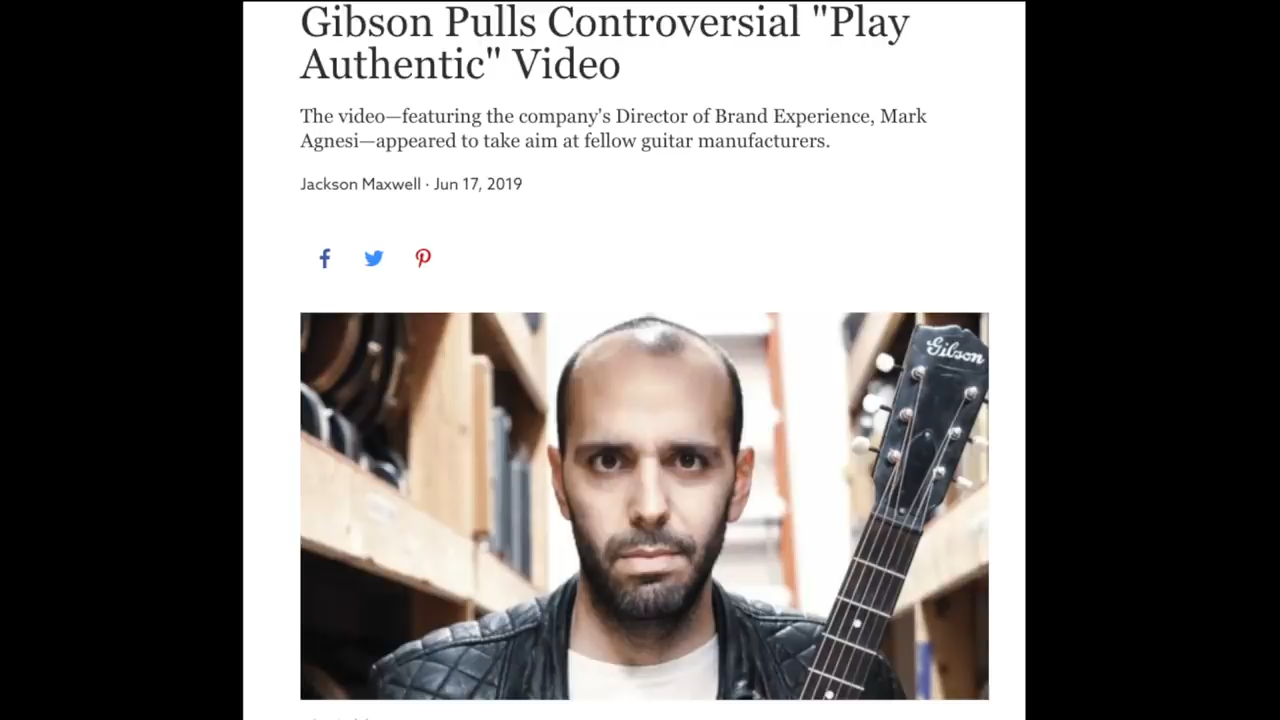 Gibson Pulls Controversial "Play
Authentic" Video
The video—featuring the company's Director of Brand Experience, Mark
Agnesi—appeared to take aim at fellow guitar manufacturers.
Jackson Maxwell · Jun 17, 2019
Gibson